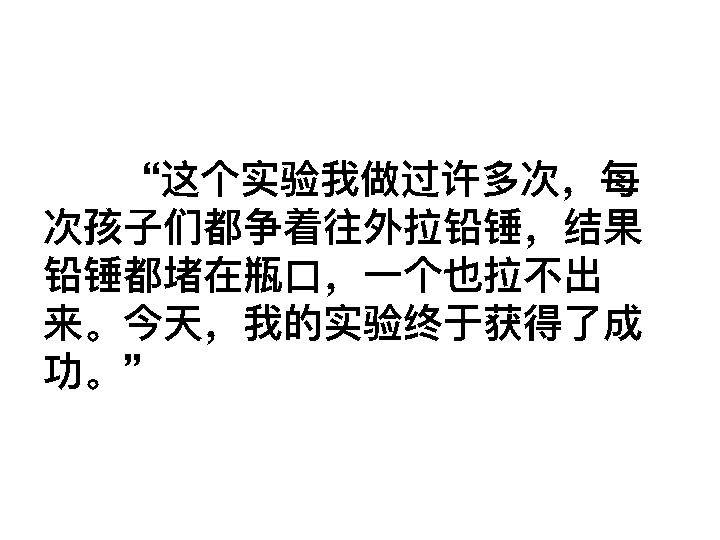 “这个实验我做过许多次，每
次孩子们都争着往外拉铅锤，结果
铅锤都堵在瓶口，一个也拉不出
来。今天，我的实验终于获得了成
功。”